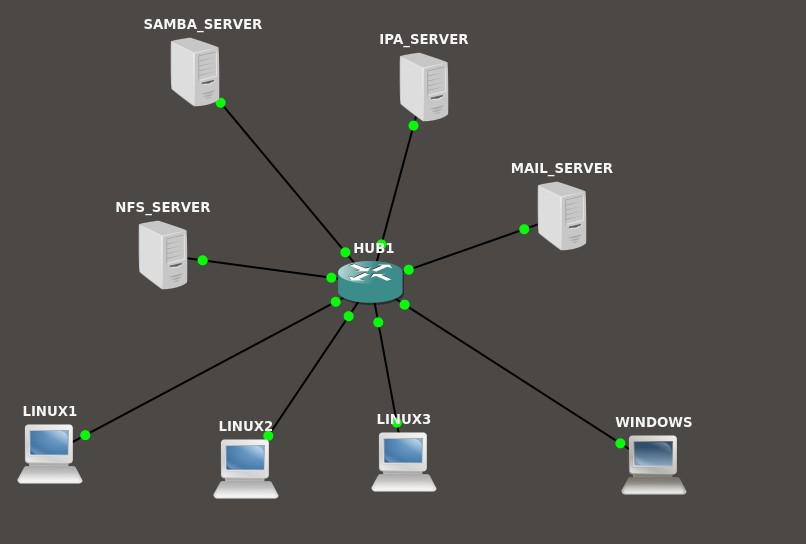 SAMBA_SERVER
IPA_SERVER
MAIL_SERVER
NFS_SERVER
HUB1
LINUX1
LINUX2
LINUX3
WINDOWS